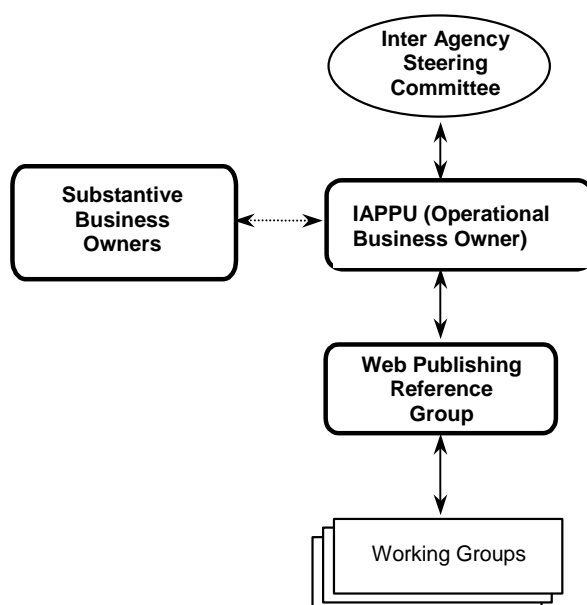 Inter Agency
Steering
Committee
Substantive
Business
Owners
IAPPU (Operational
Business Owner)
Web Publishing
Reference
Group
Working Groups